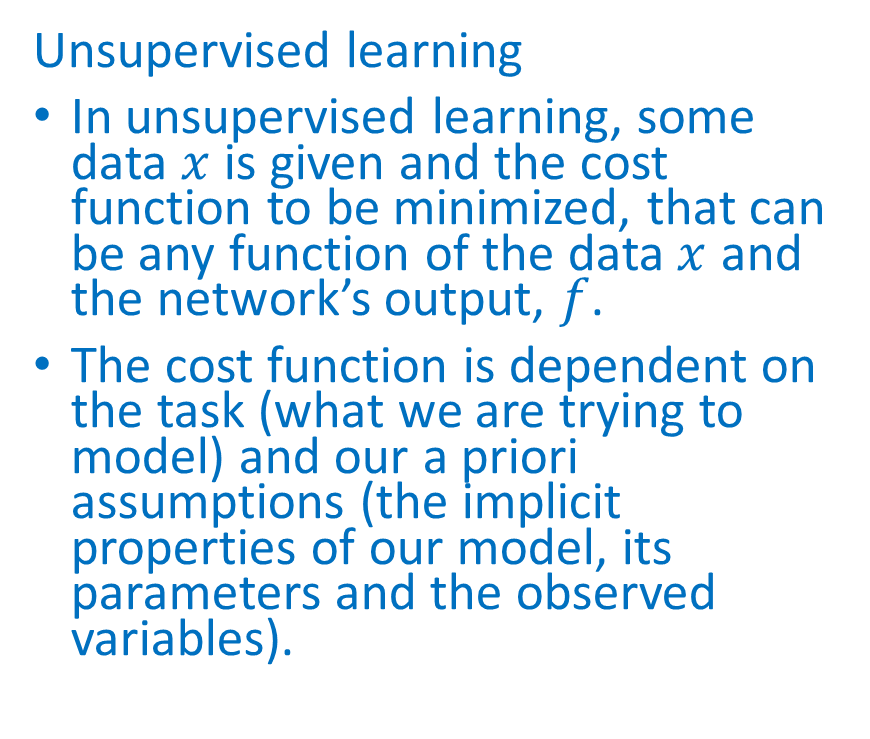 Unsupervised learning
• In unsupervised learning, some
data x is given and the cost
function to be minimized, that can
be any function of the data x and
the network’s output, f.
• The cost function is dependent on
the task (what we are trying to
model) and our a priori
assumptions (the implicit
properties of our model, its
parameters and the observed
variables).